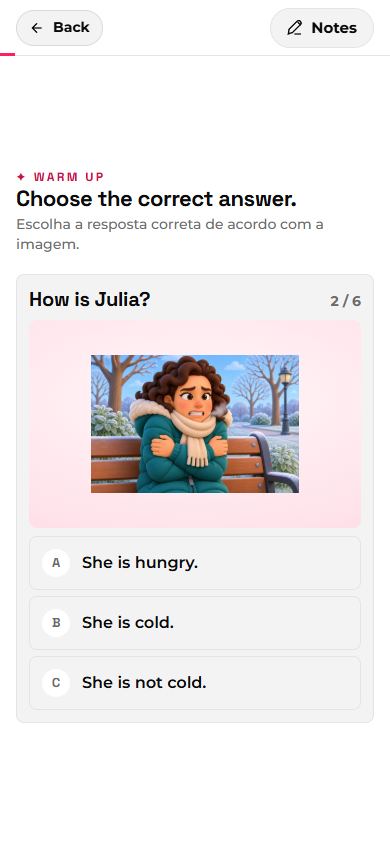 ← Back
Notes
✦ WARM UP
Choose the correct answer.
Escolha a resposta correta de acordo com a
imagem.
How is Julia?
2 / 6
A She is hungry.
B She is cold.
C She is not cold.